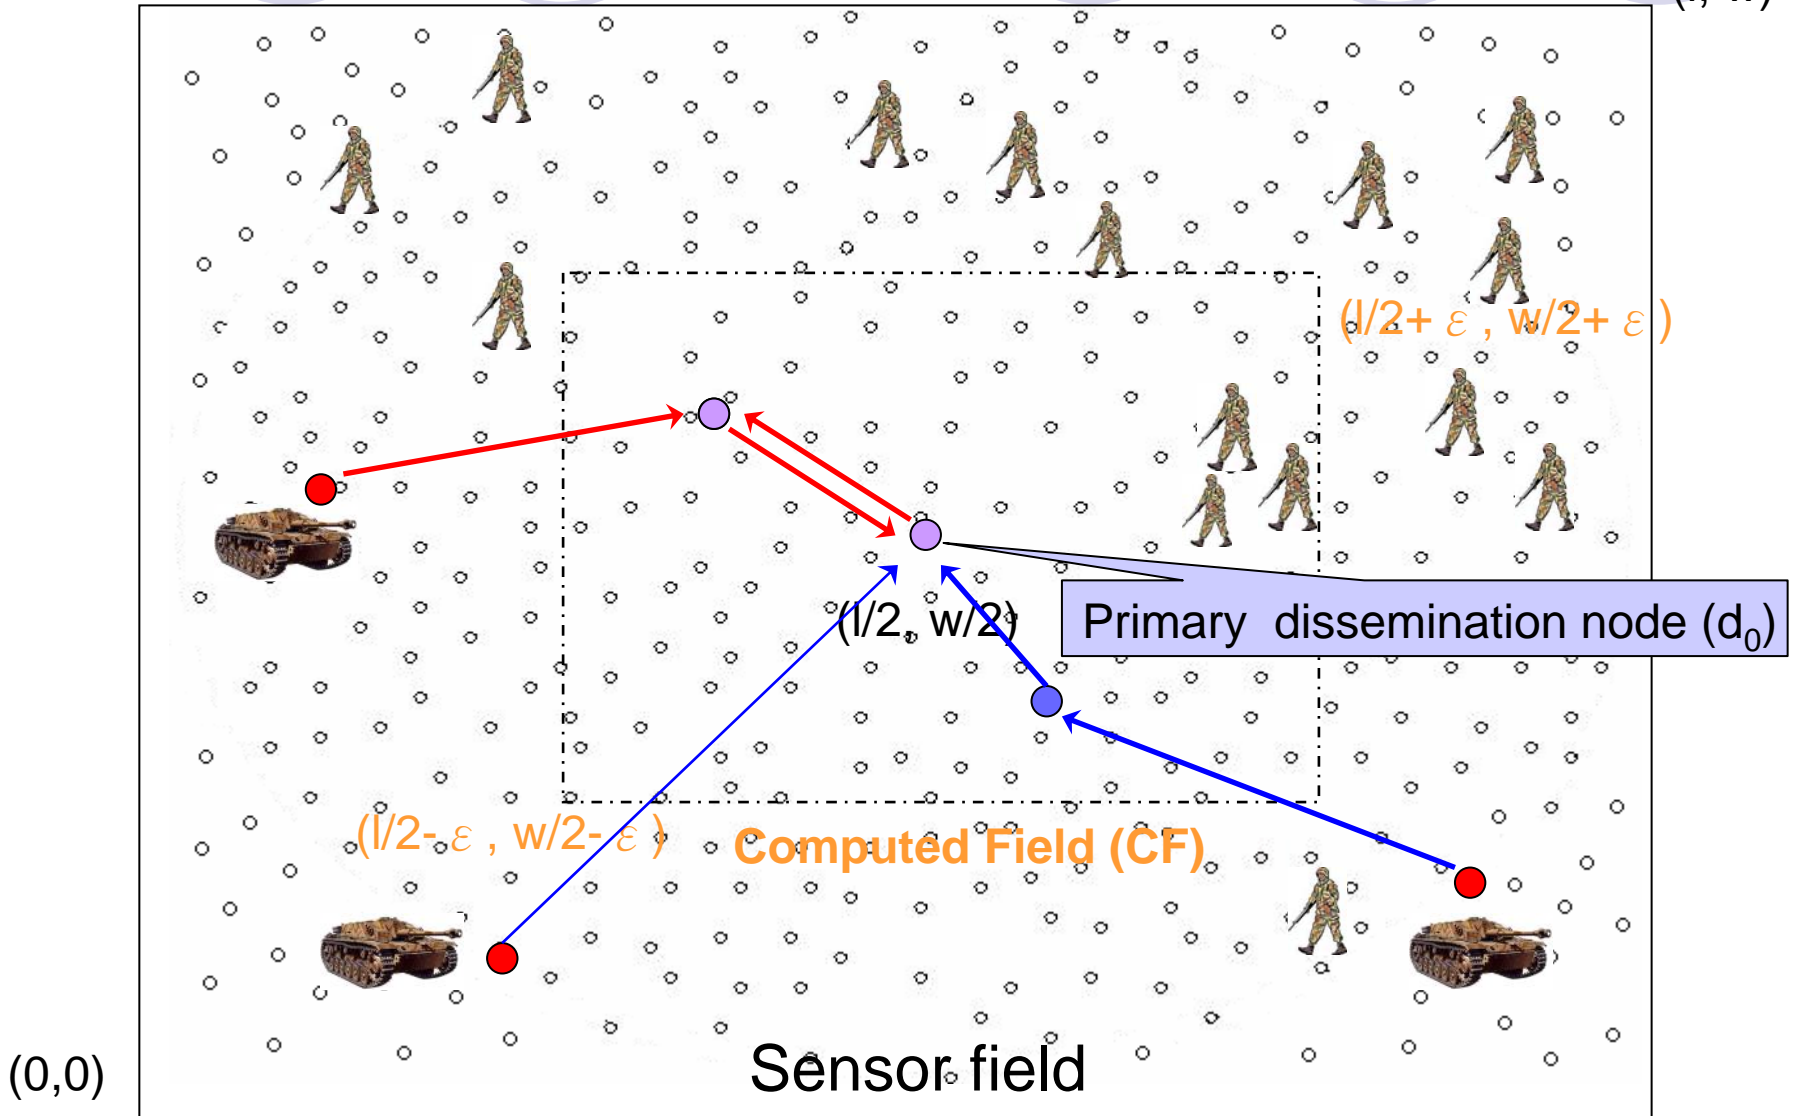 (l/2+ ε , w/2+ ε )
(l/2, w/2)
Primary dissemination node (d₀)
(l/2- ε , w/2- ε )
Computed Field (CF)
(0,0)
Sensor field